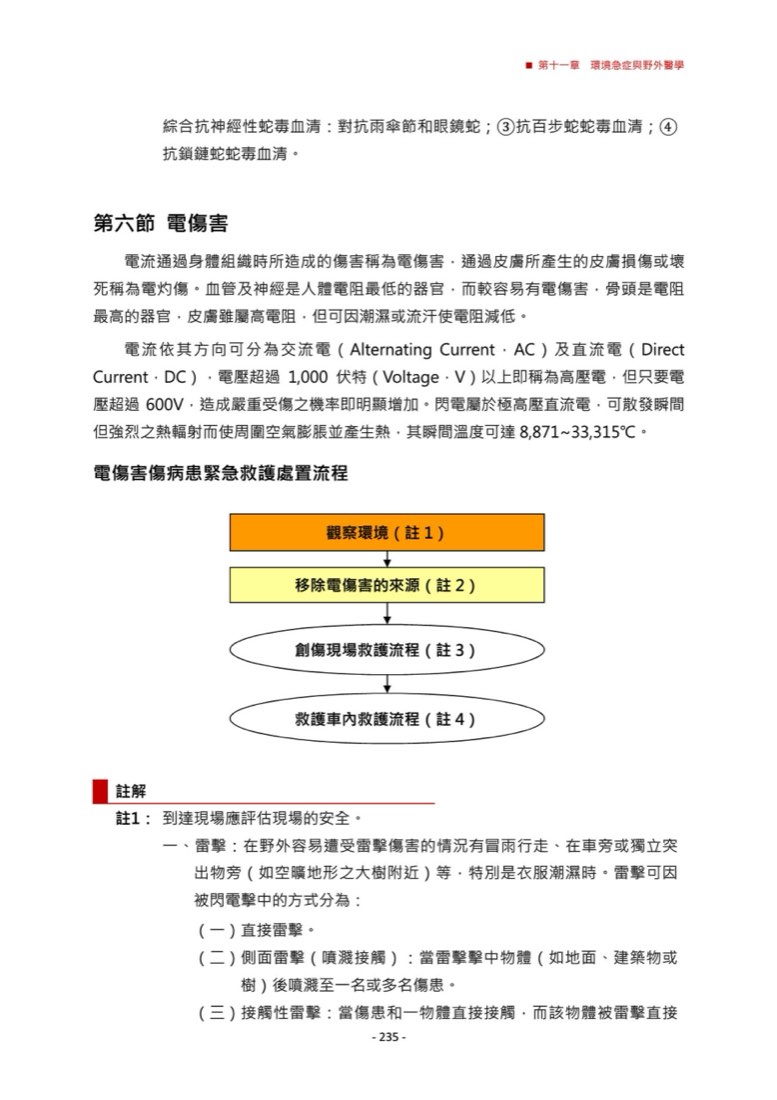 ■ 第十一章 環境急症與野外醫學
綜合抗神經性蛇毒血清：對抗雨傘節和眼鏡蛇；③抗百步蛇蛇毒血清；④
抗鎖鏈蛇蛇毒血清。
第六節 電傷害
電流通過身體組織時所造成的傷害稱為電傷害，通過皮膚所產生的皮膚損傷或壞
死稱為電灼傷。血管及神經是人體電阻最低的器官，而較容易有電傷害，骨頭是電阻
最高的器官，皮膚雖屬高電阻，但可因潮濕或流汗使電阻減低。
電流依其方向可分為交流電（Alternating Current，AC）及直流電（Direct
Current，DC），電壓超過 1,000 伏特（Voltage，V）以上即稱為高壓電，但只要電
壓超過 600V，造成嚴重受傷之機率即明顯增加。閃電屬於極高壓直流電，可散發瞬間
但強烈之熱輻射而使周圍空氣膨脹並產生熱，其瞬間溫度可達 8,871~33,315℃。
電傷害傷病患緊急救護處置流程
觀察環境（註 1）
移除電傷害的來源（註 2）
創傷現場救護流程（註 3）
救護車內救護流程（註 4）
註解
註1： 到達現場應評估現場的安全。
一、雷擊：在野外容易遭受雷擊傷害的情況有冒雨行走、在車旁或獨立突
出物旁（如空曠地形之大樹附近）等，特別是衣服潮濕時。雷擊可因
被閃電擊中的方式分為：
（一）直接雷擊。
（二）側面雷擊（噴濺接觸）：當雷擊擊中物體（如地面、建築物或
樹）後噴濺至一名或多名傷患。
（三）接觸性雷擊：當傷患和一物體直接接觸，而該物體被雷擊直接
- 235 -